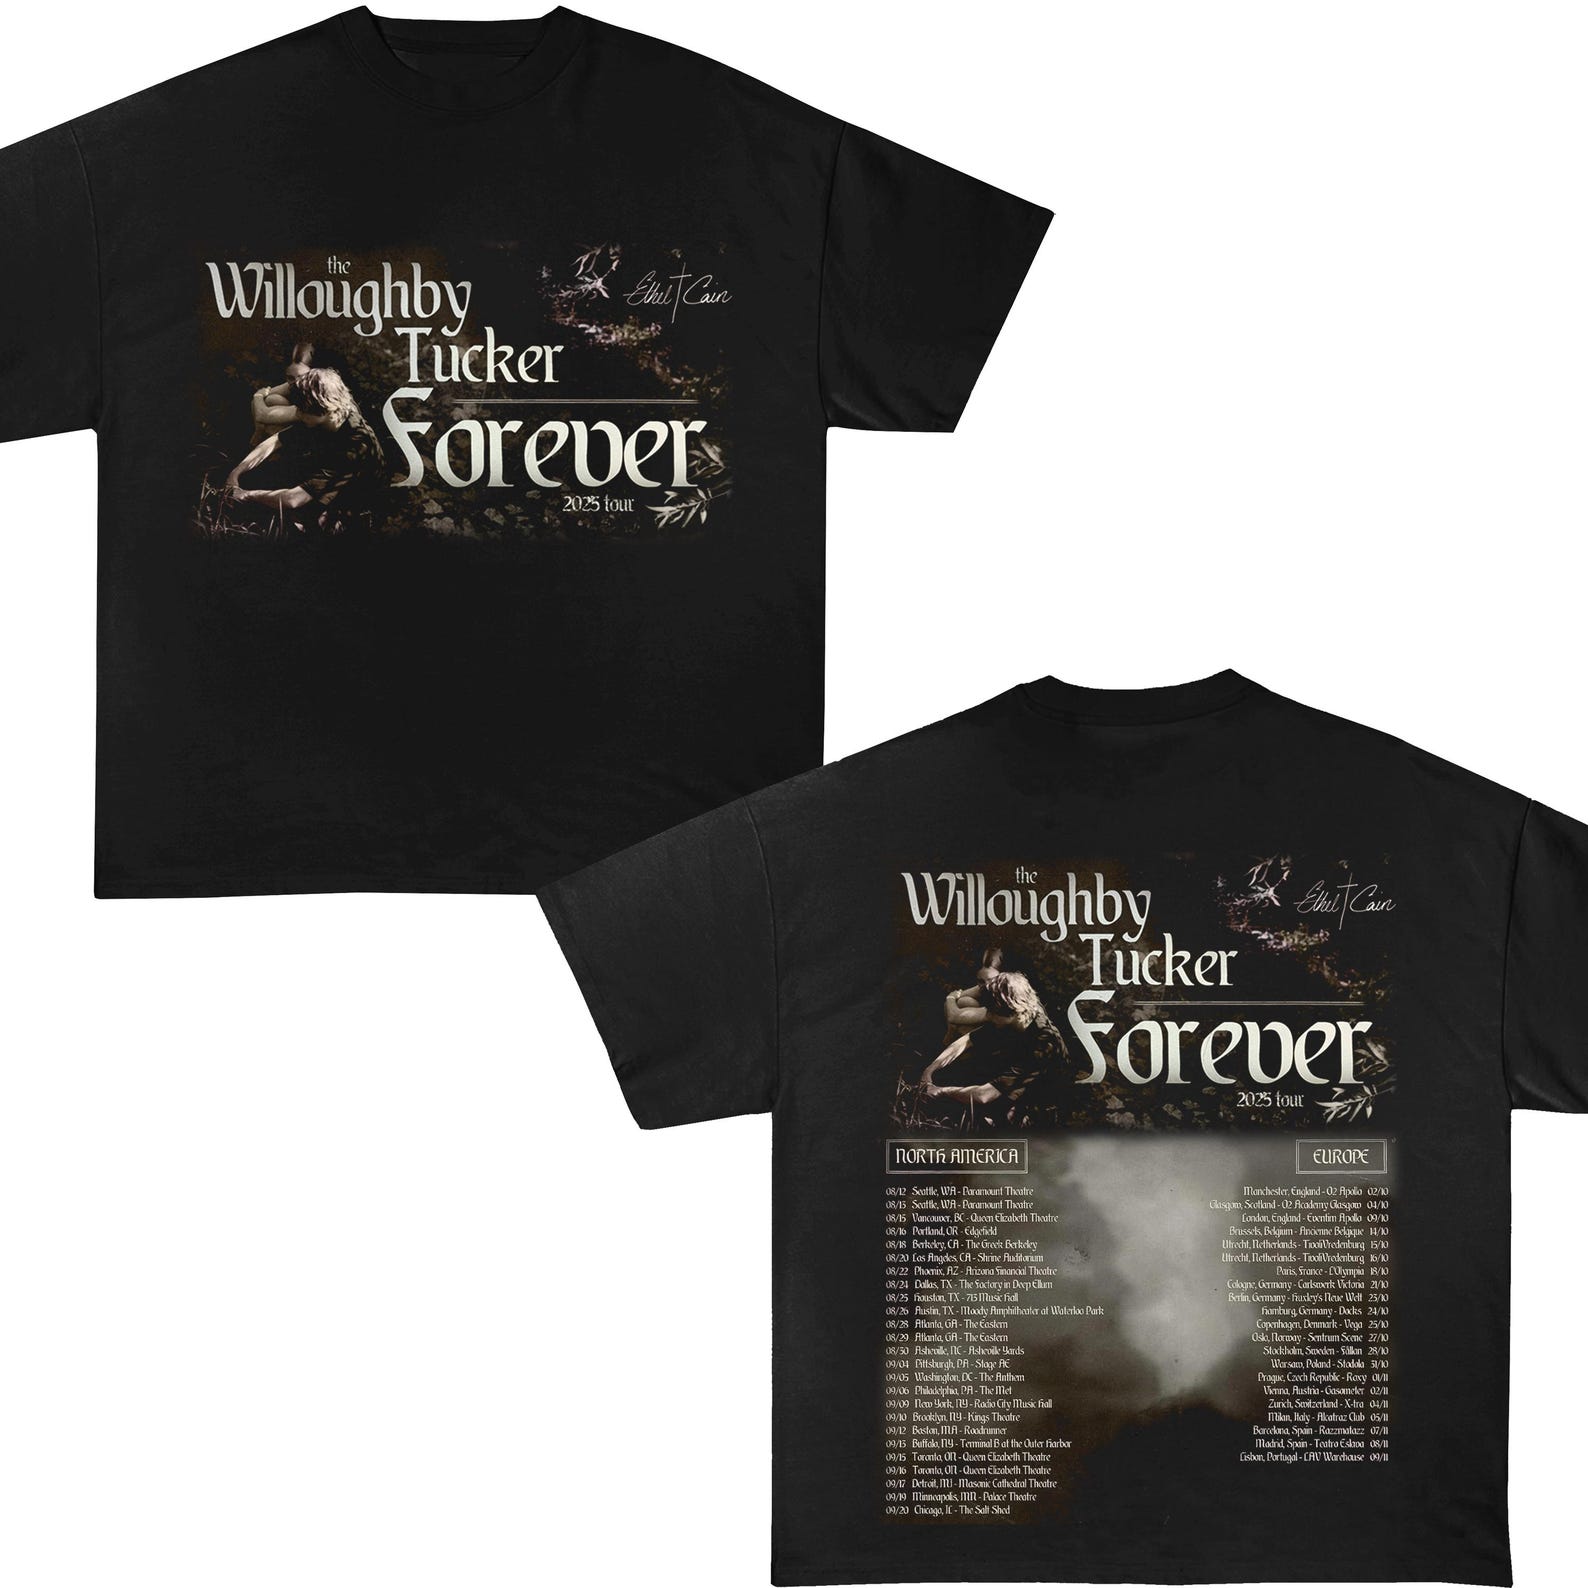 the
Willoughby
Tucker
Forever
2025 tour
Ethel Cain
the
Willoughby
Tucker
Forever
2025 tour
Ethel Cain
NORTH AMERICA
08/12 Seattle, WA - Paramount Theatre
08/13 Seattle, WA - Paramount Theatre
08/15 Vancouver, BC - Queen Elizabeth Theatre
08/16 Portland, OR - Edgefield
08/18 Berkeley, CA - The Greek Berkeley
08/20 Los Angeles, CA - Shrine Auditorium
08/22 Phoenix, AZ - Arizona Financial Theatre
08/24 Dallas, TX - The Factory in Deep Ellum
08/25 Houston, TX - 713 Music Hall
08/26 Austin, TX - Moody Amphitheater at Waterloo Park
08/28 Atlanta, GA - The Eastern
08/29 Atlanta, GA - The Eastern
08/30 Asheville, NC - Asheville Yards
09/04 Pittsburgh, PA - Stage AE
09/05 Washington, DC - The Anthem
09/06 Philadelphia, PA - The Met
09/09 New York, NY - Radio City Music Hall
09/10 Brooklyn, NY - Kings Theatre
09/12 Boston, MA - Roadrunner
09/13 Buffalo, NY - Terminal B at the Outer Harbor
09/15 Toronto, ON - Queen Elizabeth Theatre
09/16 Toronto, ON - Queen Elizabeth Theatre
09/17 Detroit, MI - Masonic Cathedral Theatre
09/19 Minneapolis, MN - Palace Theatre
09/20 Chicago, IL - The Salt Shed
EUROPE
Manchester, England - O2 Apollo 02/10
Glasgow, Scotland - O2 Academy Glasgow 04/10
London, England - Eventim Apollo 09/10
Brussels, Belgium - Ancienne Belgique 14/10
Utrecht, Netherlands - TivoliVredenburg 15/10
Utrecht, Netherlands - TivoliVredenburg 16/10
Paris, France - L'Olympia 18/10
Cologne, Germany - Carlswerk Victoria 21/10
Berlin, Germany - Huxley's Neue Welt 23/10
Hamburg, Germany - Docks 24/10
Copenhagen, Denmark - Vega 25/10
Oslo, Norway - Sentrum Scene 27/10
Stockholm, Sweden - Fållan 28/10
Warsaw, Poland - Stodola 31/10
Prague, Czech Republic - Roxy 01/11
Vienna, Austria - Gasometer 02/11
Zurich, Switzerland - X-tra 04/11
Milan, Italy - Alcatraz Club 05/11
Barcelona, Spain - Razzmatazz 07/11
Madrid, Spain - Teatro Eslava 08/11
Lisbon, Portugal - LAV Warehouse 09/11